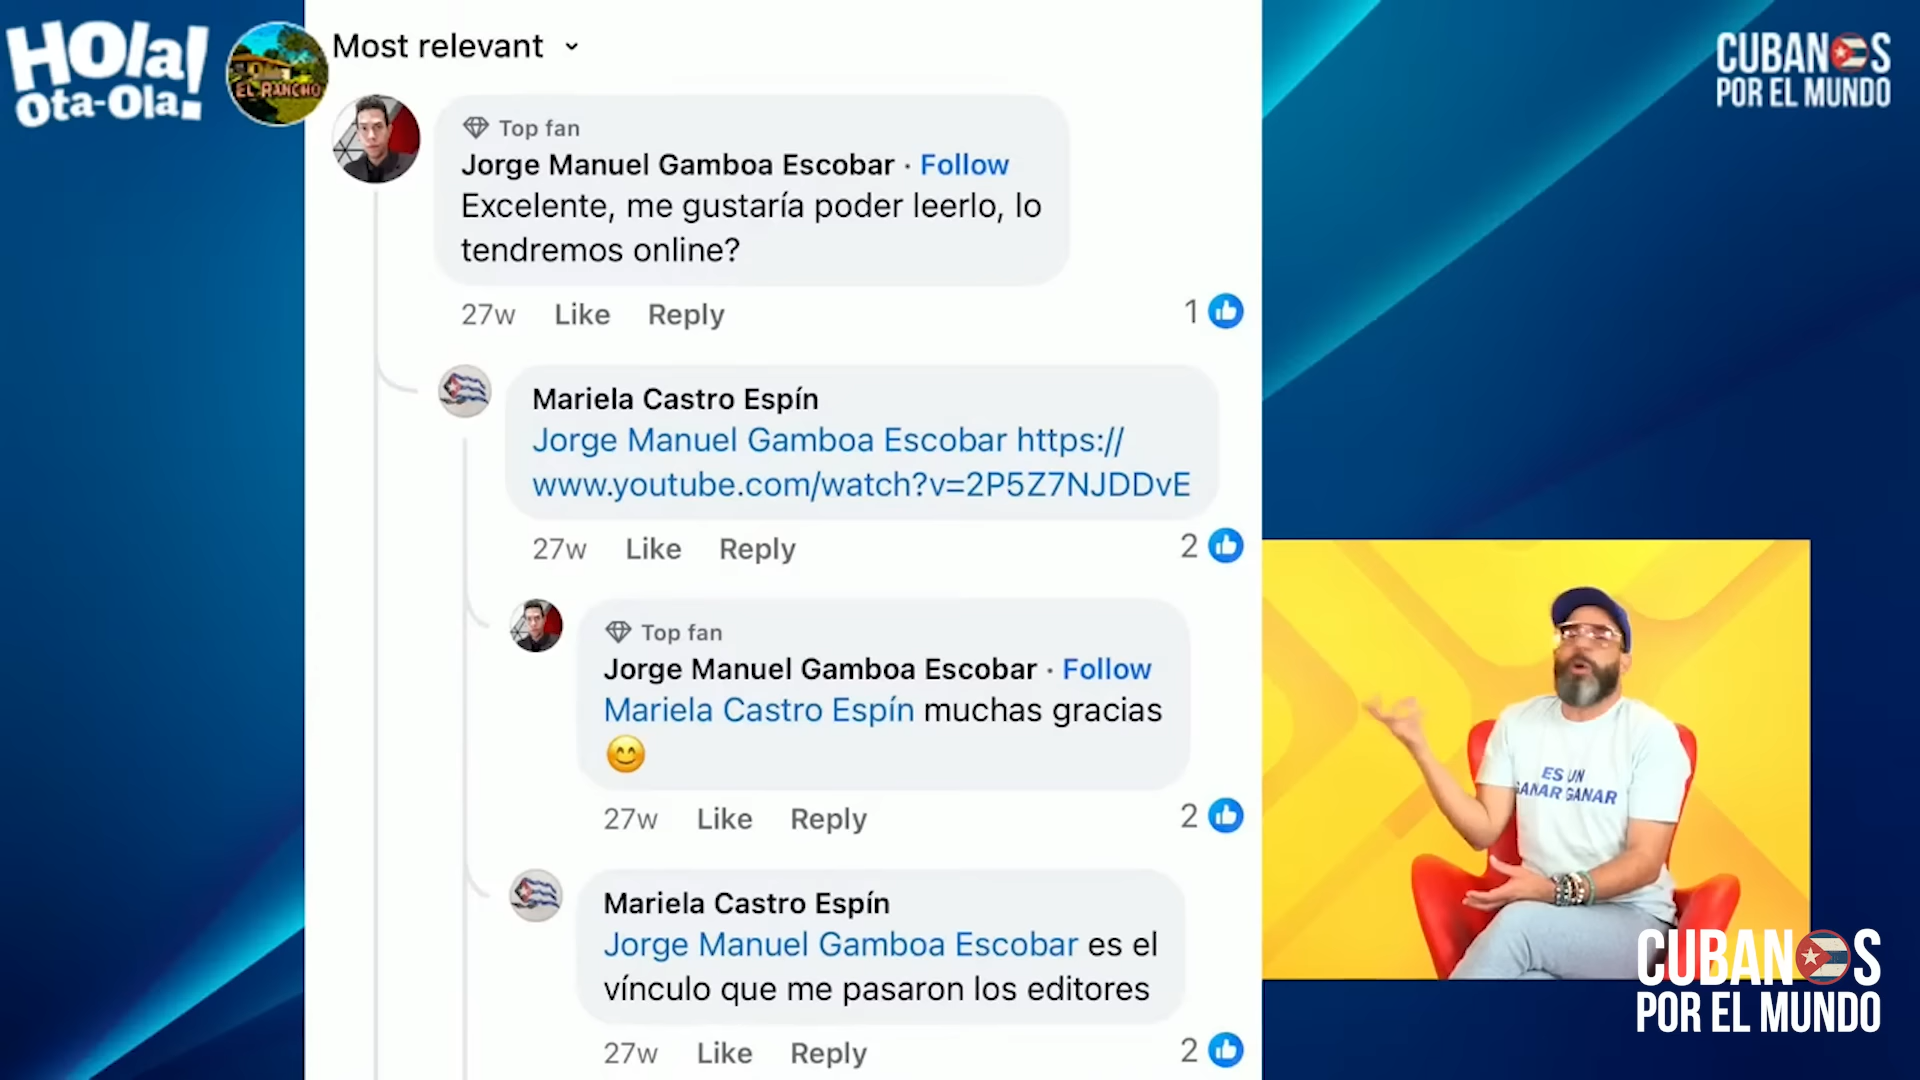 HOla!
Ota-Ola!
EL RANCHO
Most relevant
CUBANOS
POR EL MUNDO
Top fan
Jorge Manuel Gamboa Escobar · Follow
Excelente, me gustaría poder leerlo, lo
tendremos online?
27w Like Reply 1
Mariela Castro Espín
Jorge Manuel Gamboa Escobar https://
www.youtube.com/watch?v=2P5Z7NJDDvE
27w Like Reply 2
Top fan
Jorge Manuel Gamboa Escobar · Follow
Mariela Castro Espín muchas gracias
😊
27w Like Reply 2
Mariela Castro Espín
Jorge Manuel Gamboa Escobar es el
vínculo que me pasaron los editores
27w Like Reply 2
ES UN
GANAR GANAR
CUBANOS
POR EL MUNDO